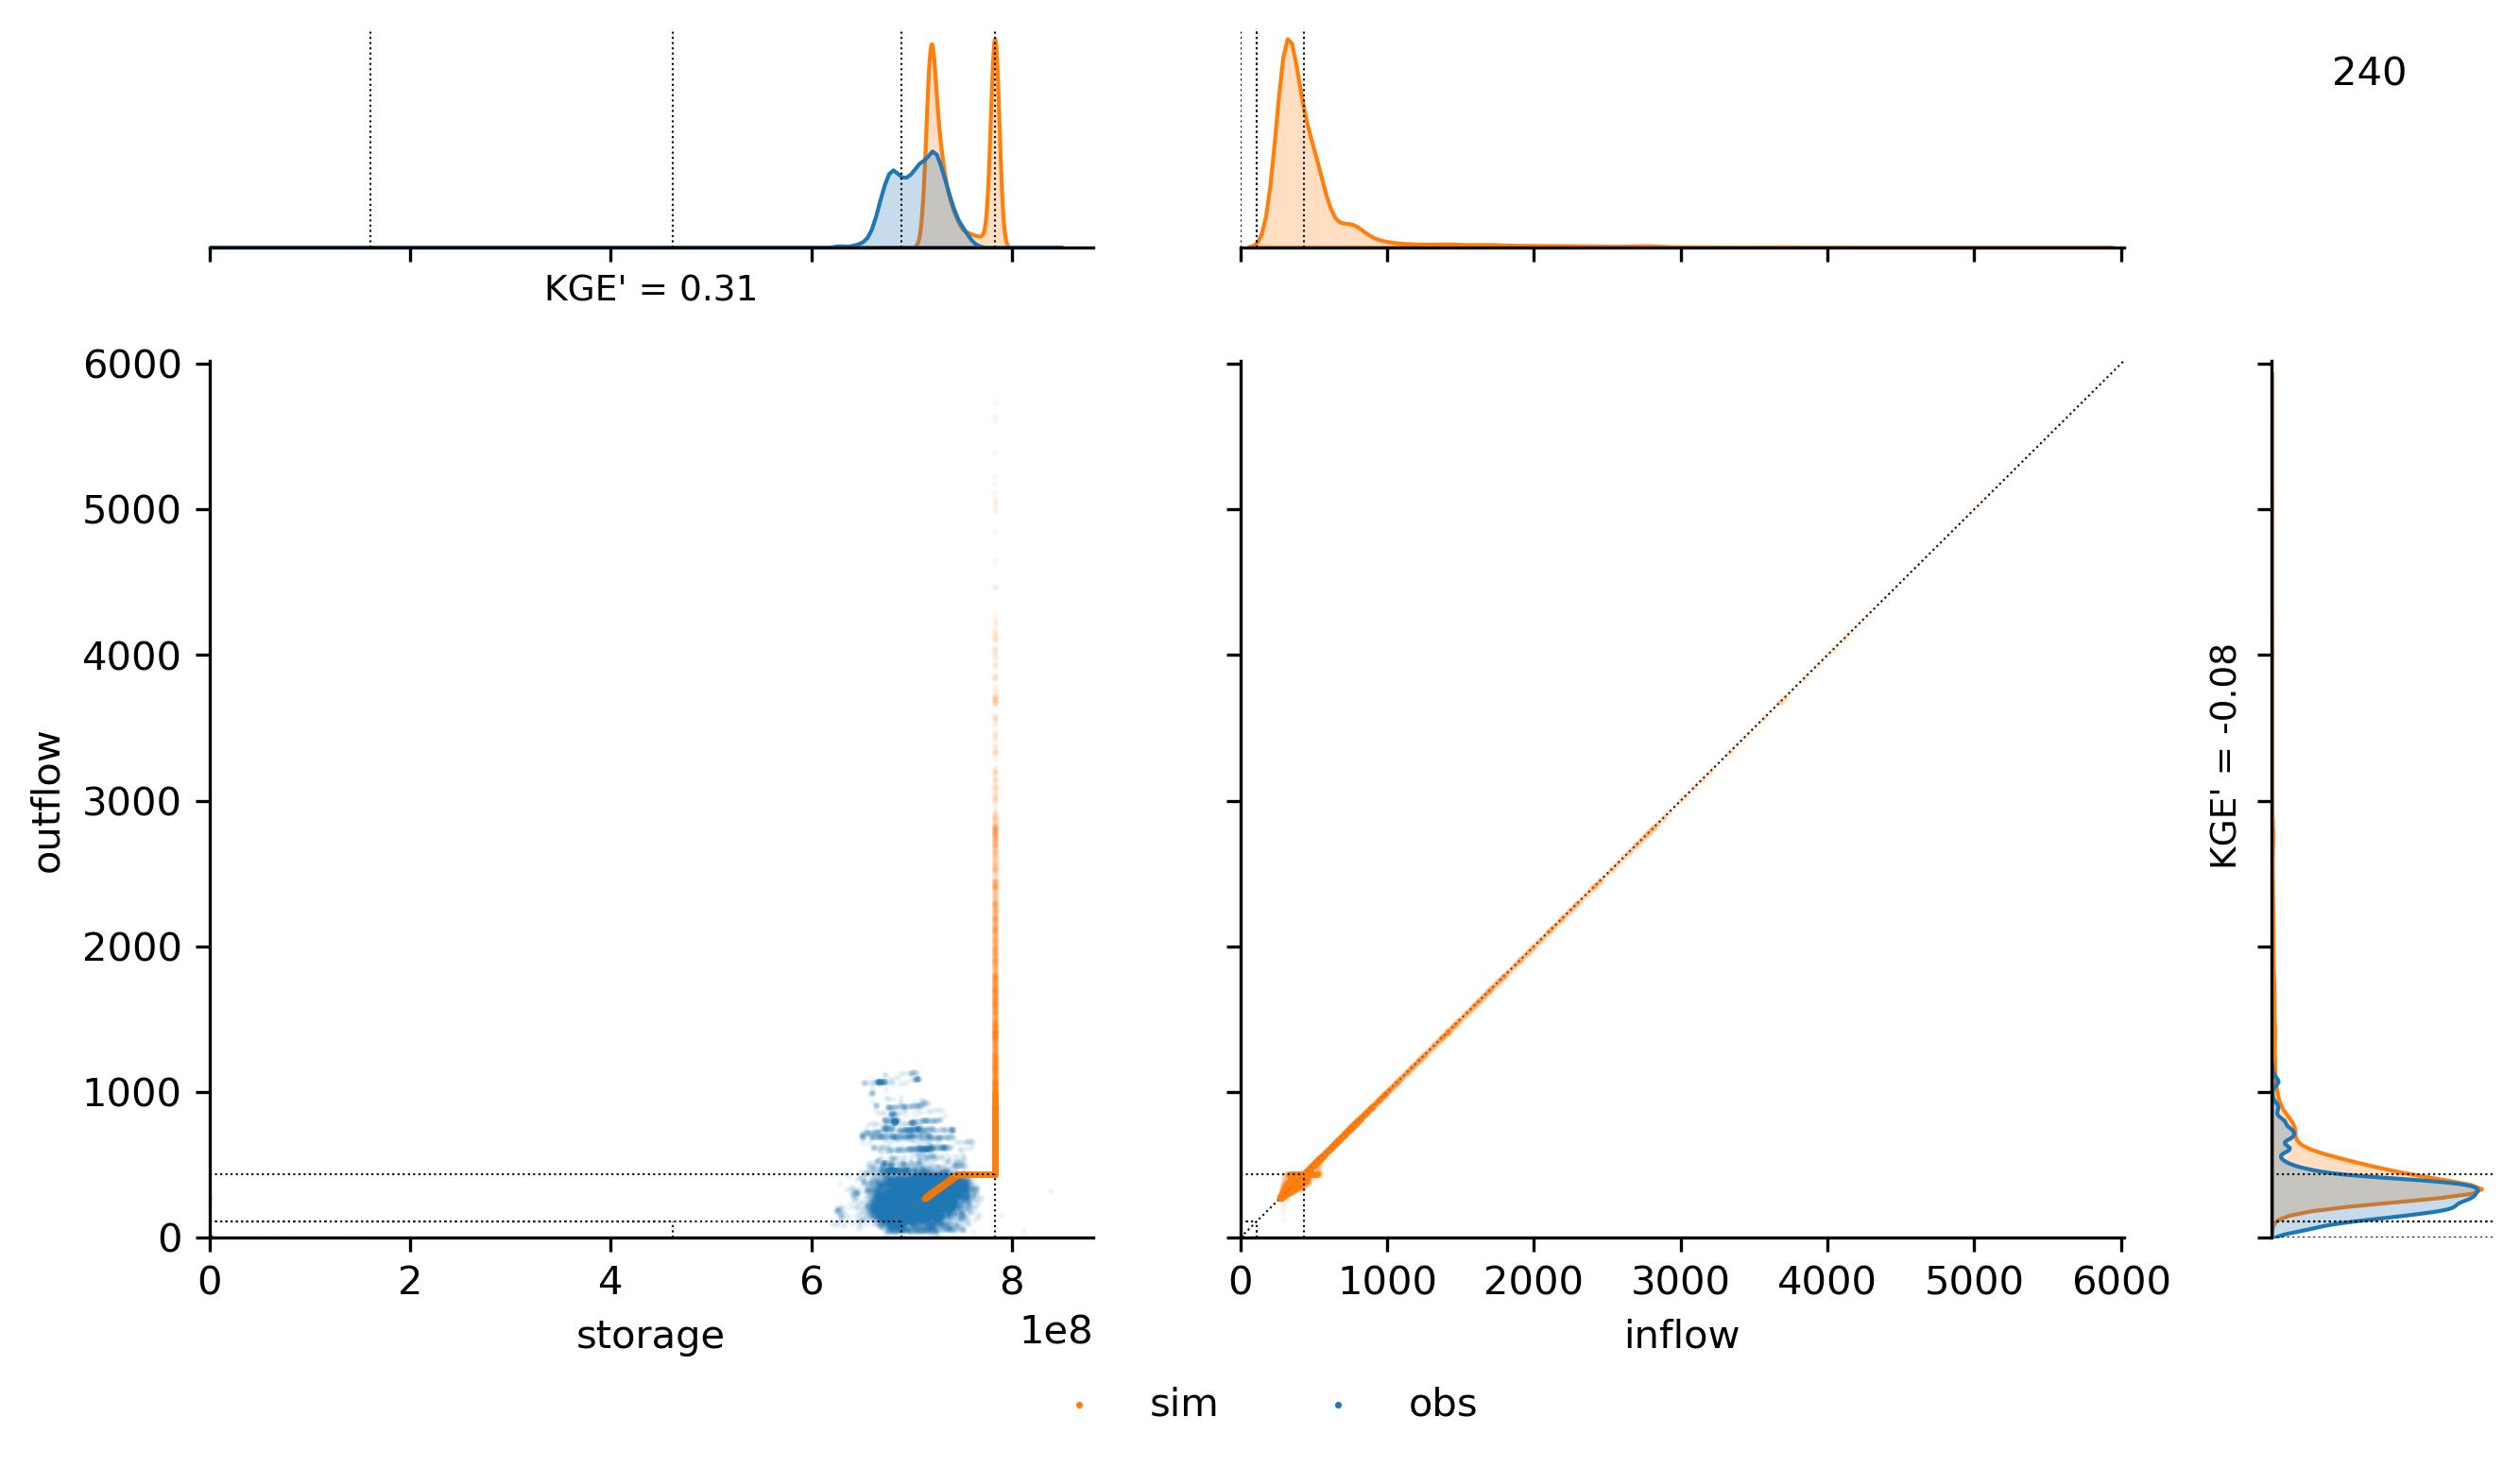 240
KGE' = 0.31
outflow
6000
5000
4000
3000
2000
1000
0
0 2 4 6 8
1e8
storage
0 1000 2000 3000 4000 5000 6000
inflow
KGE' = -0.08
sim obs